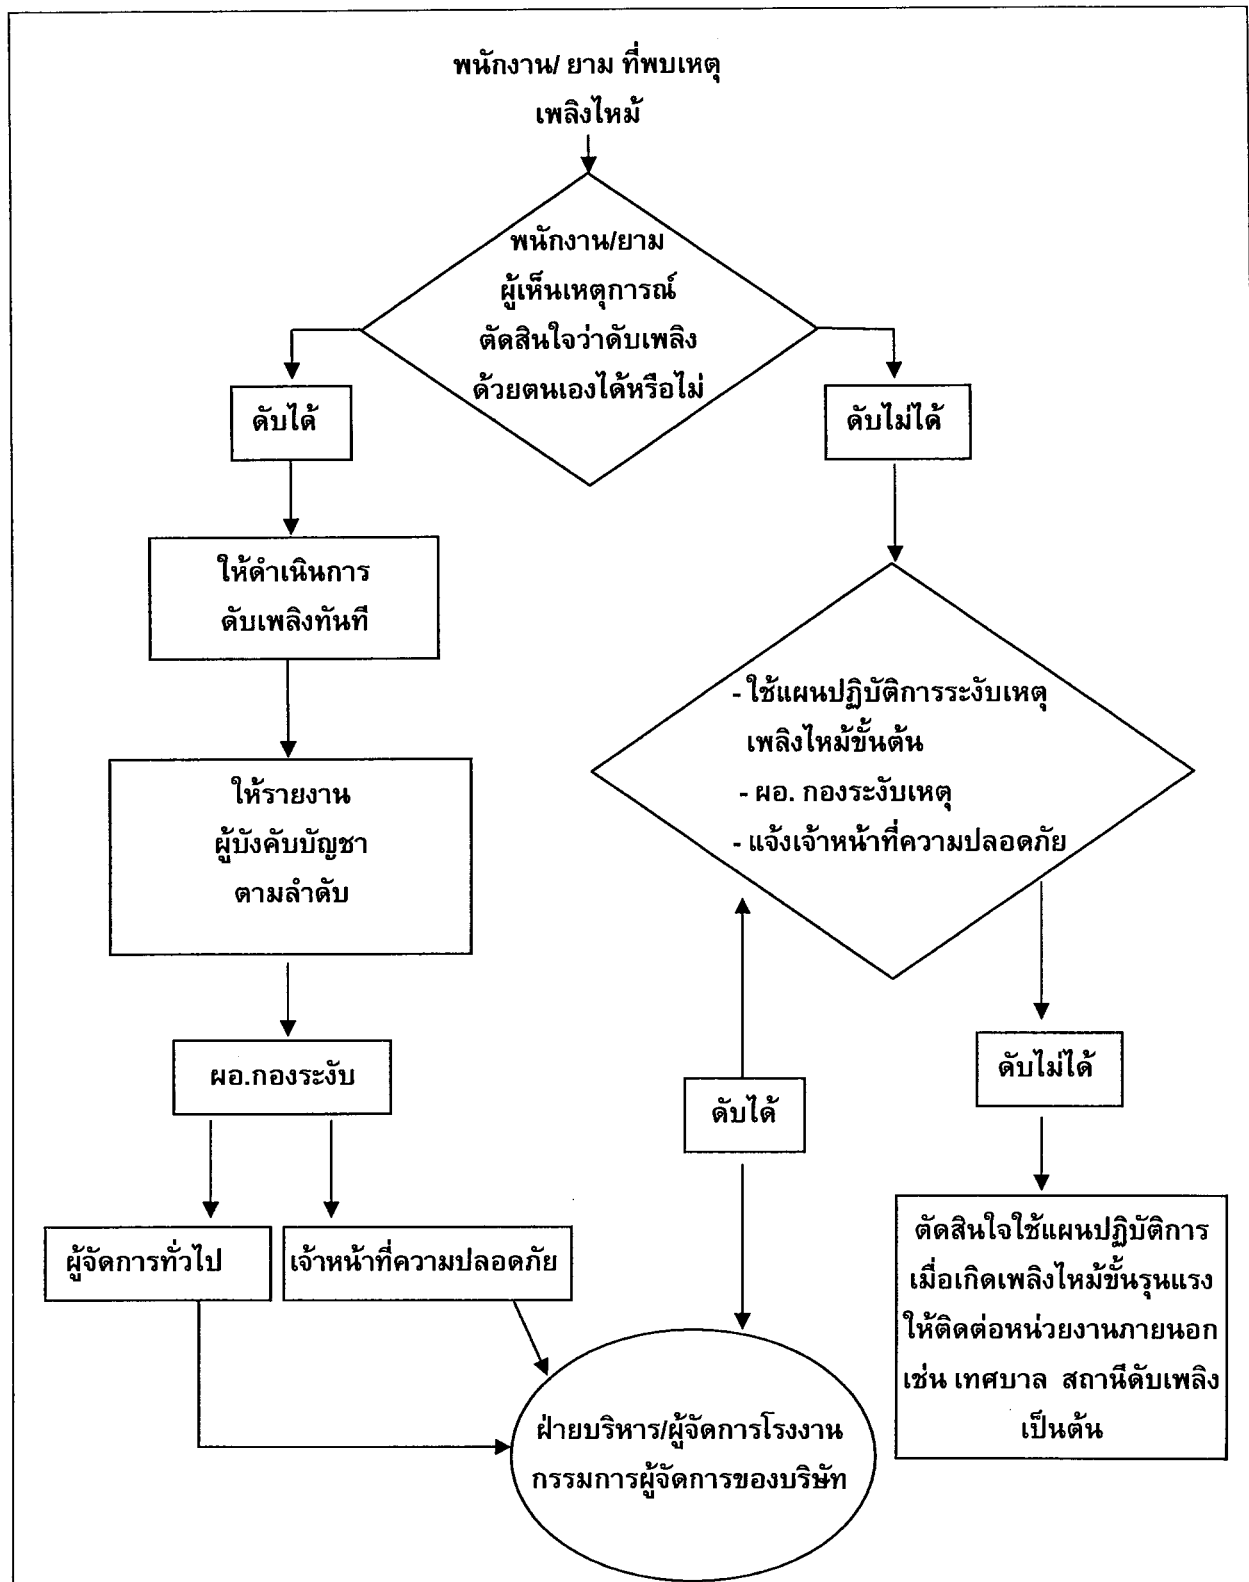 พนักงาน/ ยาม ที่พบเหตุ
เพลิงไหม้
พนักงาน/ยาม
ผู้เห็นเหตุการณ์
ตัดสินใจว่าดับเพลิง
ด้วยตนเองได้หรือไม่
ดับได้
ดับไม่ได้
ให้ดำเนินการ
ดับเพลิงทันที
- ใช้แผนปฏิบัติการระงับเหตุ
เพลิงไหม้ขั้นต้น
- ผอ. กองระงับเหตุ
- แจ้งเจ้าหน้าที่ความปลอดภัย
ให้รายงาน
ผู้บังคับบัญชา
ตามลำดับ
ผอ.กองระงับ
ดับได้
ดับไม่ได้
ผู้จัดการทั่วไป
เจ้าหน้าที่ความปลอดภัย
ตัดสินใจใช้แผนปฏิบัติการ
เมื่อเกิดเพลิงไหม้ขั้นรุนแรง
ให้ติดต่อหน่วยงานภายนอก
เช่น เทศบาล สถานีดับเพลิง
เป็นต้น
ฝ่ายบริหาร/ผู้จัดการโรงงาน
กรรมการผู้จัดการของบริษัท